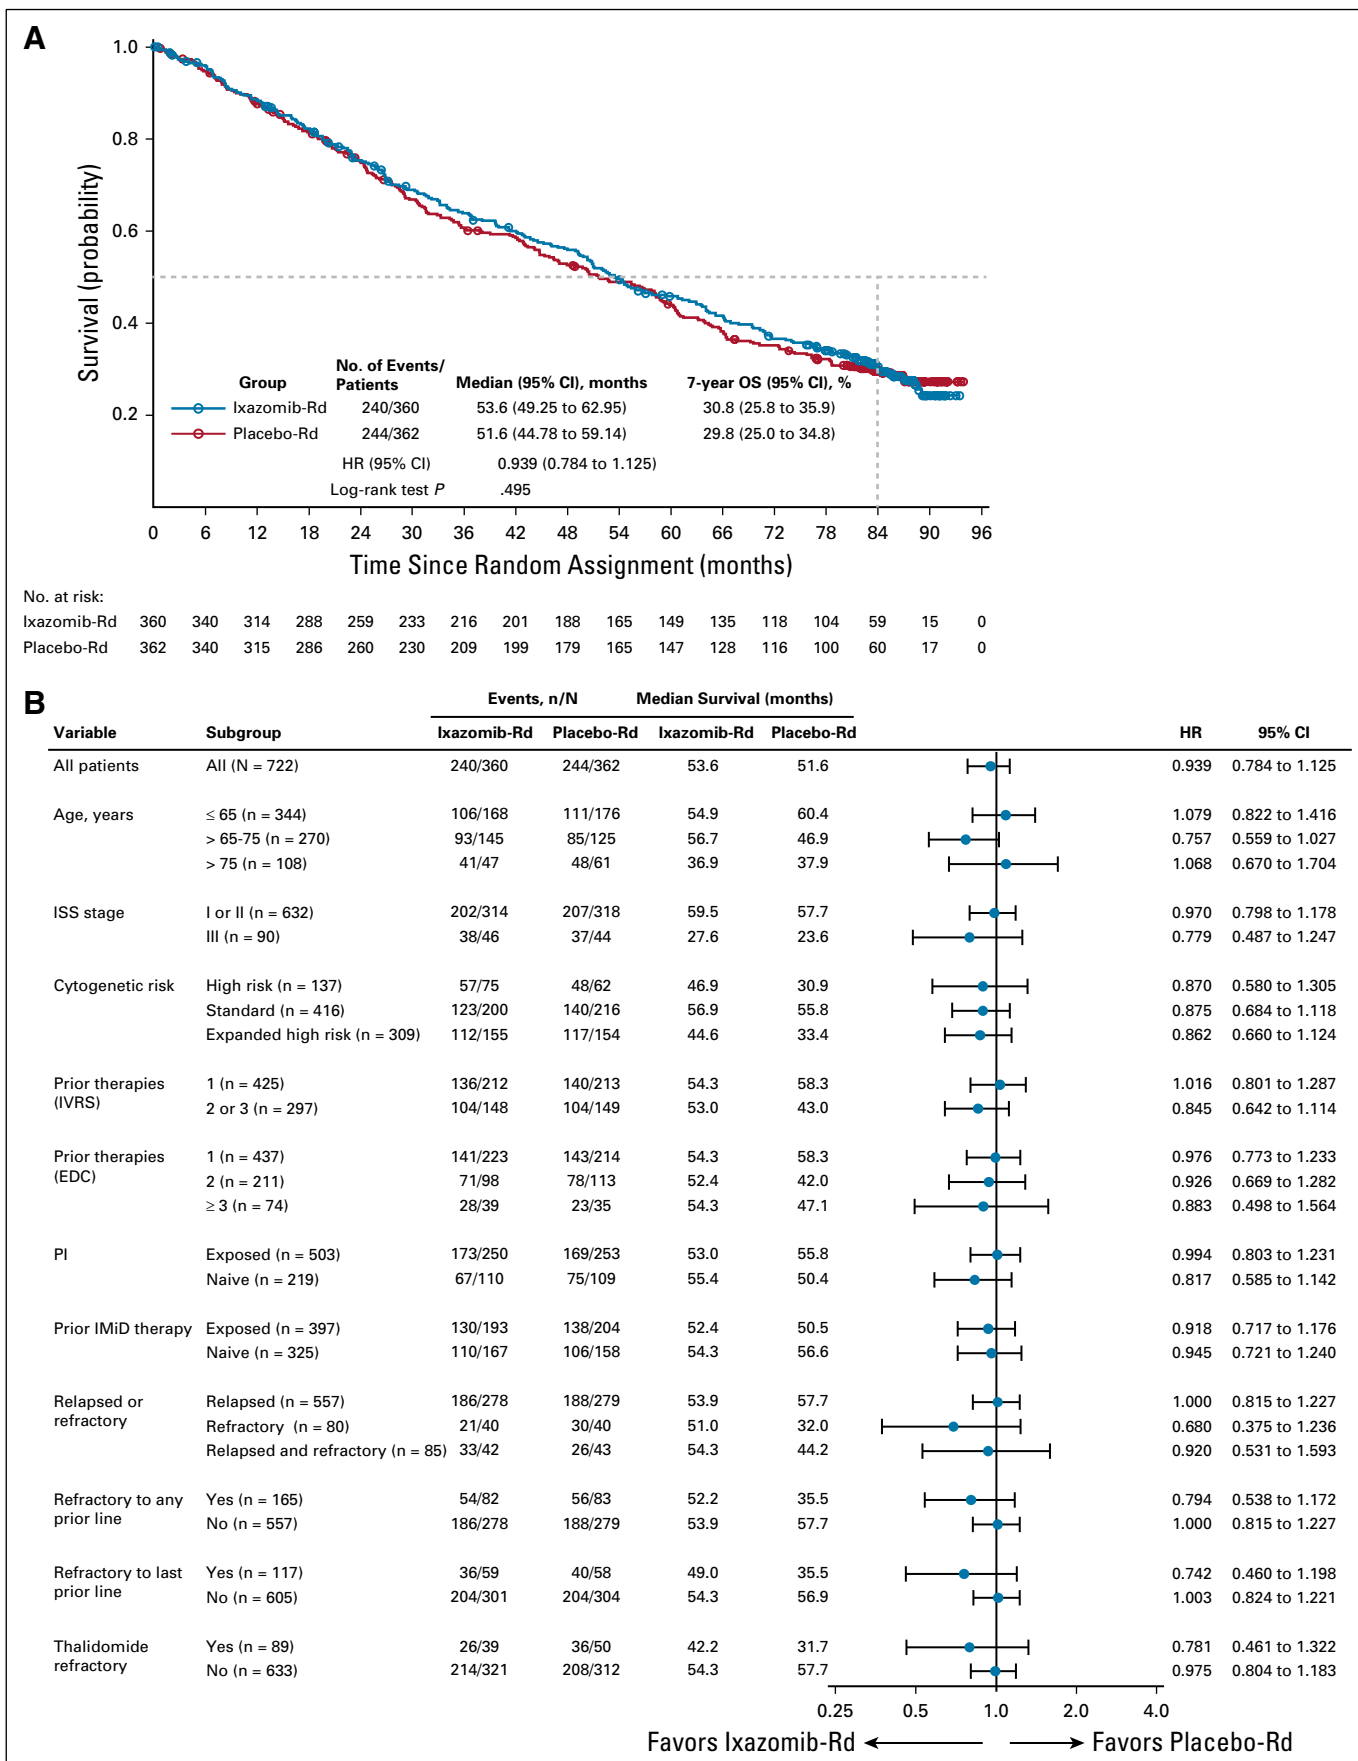 A
1.0
0.8
0.6
0.4
0.2
Survival (probability)
Group No. of Events/ Patients Median (95% CI), months 7-year OS (95% CI), %
Ixazomib-Rd 240/360 53.6 (49.25 to 62.95) 30.8 (25.8 to 35.9)
Placebo-Rd 244/362 51.6 (44.78 to 59.14) 29.8 (25.0 to 34.8)
HR (95% CI) 0.939 (0.784 to 1.125)
Log-rank test P .495
0 6 12 18 24 30 36 42 48 54 60 66 72 78 84 90 96
Time Since Random Assignment (months)
No. at risk:
Ixazomib-Rd 360 340 314 288 259 233 216 201 188 165 149 135 118 104 59 15 0
Placebo-Rd 362 340 315 286 260 230 209 199 179 165 147 128 116 100 60 17 0
B
Events, n/N Median Survival (months)
Variable Subgroup Ixazomib-Rd Placebo-Rd Ixazomib-Rd Placebo-Rd HR 95% CI
All patients All (N = 722) 240/360 244/362 53.6 51.6 0.939 0.784 to 1.125
Age, years ≤ 65 (n = 344) 106/168 111/176 54.9 60.4 1.079 0.822 to 1.416
> 65-75 (n = 270) 93/145 85/125 56.7 46.9 0.757 0.559 to 1.027
> 75 (n = 108) 41/47 48/61 36.9 37.9 1.068 0.670 to 1.704
ISS stage I or II (n = 632) 202/314 207/318 59.5 57.7 0.970 0.798 to 1.178
III (n = 90) 38/46 37/44 27.6 23.6 0.779 0.487 to 1.247
Cytogenetic risk High risk (n = 137) 57/75 48/62 46.9 30.9 0.870 0.580 to 1.305
Standard (n = 416) 123/200 140/216 56.9 55.8 0.875 0.684 to 1.118
Expanded high risk (n = 309) 112/155 117/154 44.6 33.4 0.862 0.660 to 1.124
Prior therapies 1 (n = 425) 136/212 140/213 54.3 58.3 1.016 0.801 to 1.287
(IVRS) 2 or 3 (n = 297) 104/148 104/149 53.0 43.0 0.845 0.642 to 1.114
Prior therapies 1 (n = 437) 141/223 143/214 54.3 58.3 0.976 0.773 to 1.233
(EDC) 2 (n = 211) 71/98 78/113 52.4 42.0 0.926 0.669 to 1.282
≥ 3 (n = 74) 28/39 23/35 54.3 47.1 0.883 0.498 to 1.564
PI Exposed (n = 503) 173/250 169/253 53.0 55.8 0.994 0.803 to 1.231
Naive (n = 219) 67/110 75/109 55.4 50.4 0.817 0.585 to 1.142
Prior IMiD therapy Exposed (n = 397) 130/193 138/204 52.4 50.5 0.918 0.717 to 1.176
Naive (n = 325) 110/167 106/158 54.3 56.6 0.945 0.721 to 1.240
Relapsed or Relapsed (n = 557) 186/278 188/279 53.9 57.7 1.000 0.815 to 1.227
refractory Refractory (n = 80) 21/40 30/40 51.0 32.0 0.680 0.375 to 1.236
Relapsed and refractory (n = 85) 33/42 26/43 54.3 44.2 0.920 0.531 to 1.593
Refractory to any Yes (n = 165) 54/82 56/83 52.2 35.5 0.794 0.538 to 1.172
prior line No (n = 557) 186/278 188/279 53.9 57.7 1.000 0.815 to 1.227
Refractory to last Yes (n = 117) 36/59 40/58 49.0 35.5 0.742 0.460 to 1.198
prior line No (n = 605) 204/301 204/304 54.3 56.9 1.003 0.824 to 1.221
Thalidomide Yes (n = 89) 26/39 36/50 42.2 31.7 0.781 0.461 to 1.322
refractory No (n = 633) 214/321 208/312 54.3 57.7 0.975 0.804 to 1.183
0.25 0.5 1.0 2.0 4.0
Favors Ixazomib-Rd Favors Placebo-Rd